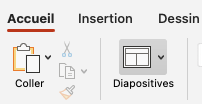 Accueil Insertion Dessin
Coller Diapositives